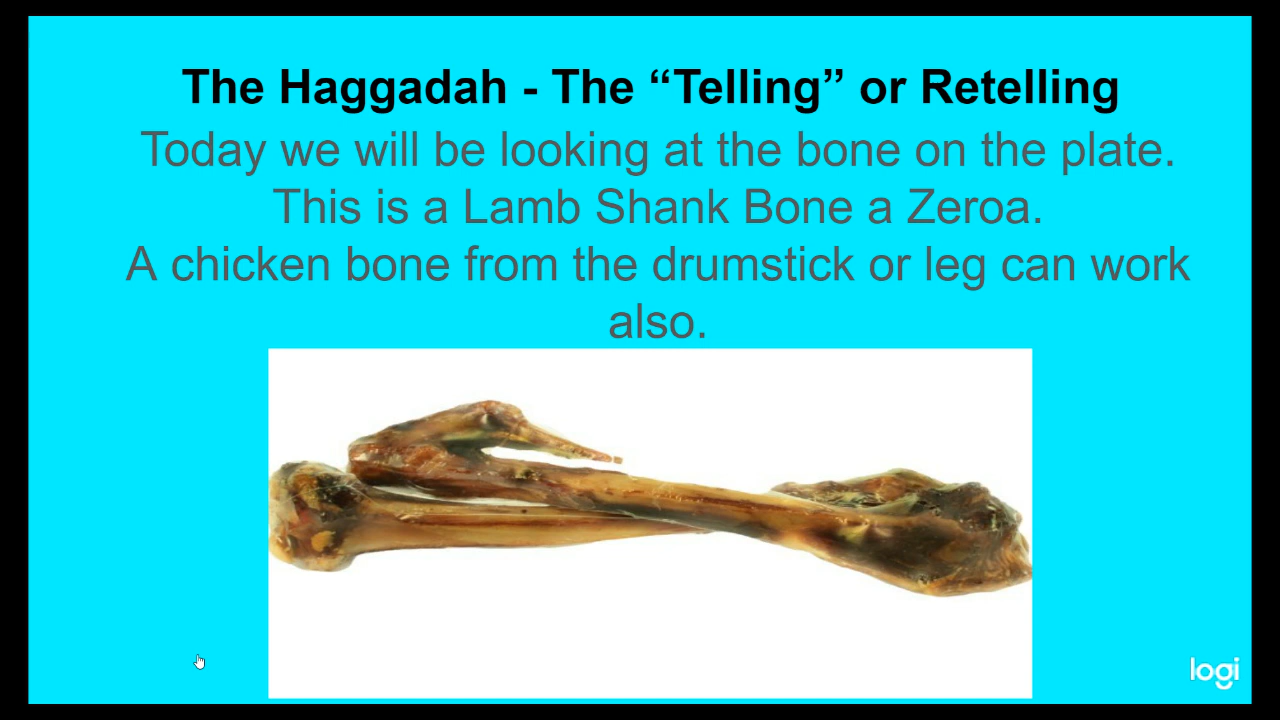 The Haggadah - The “Telling” or Retelling
Today we will be looking at the bone on the plate.
This is a Lamb Shank Bone a Zeroa.
A chicken bone from the drumstick or leg can work
also.
logi